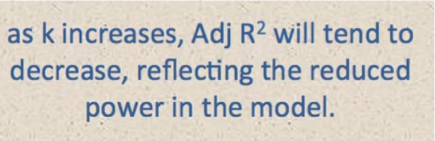 as k increases, Adj R² will tend to
decrease, reflecting the reduced
power in the model.